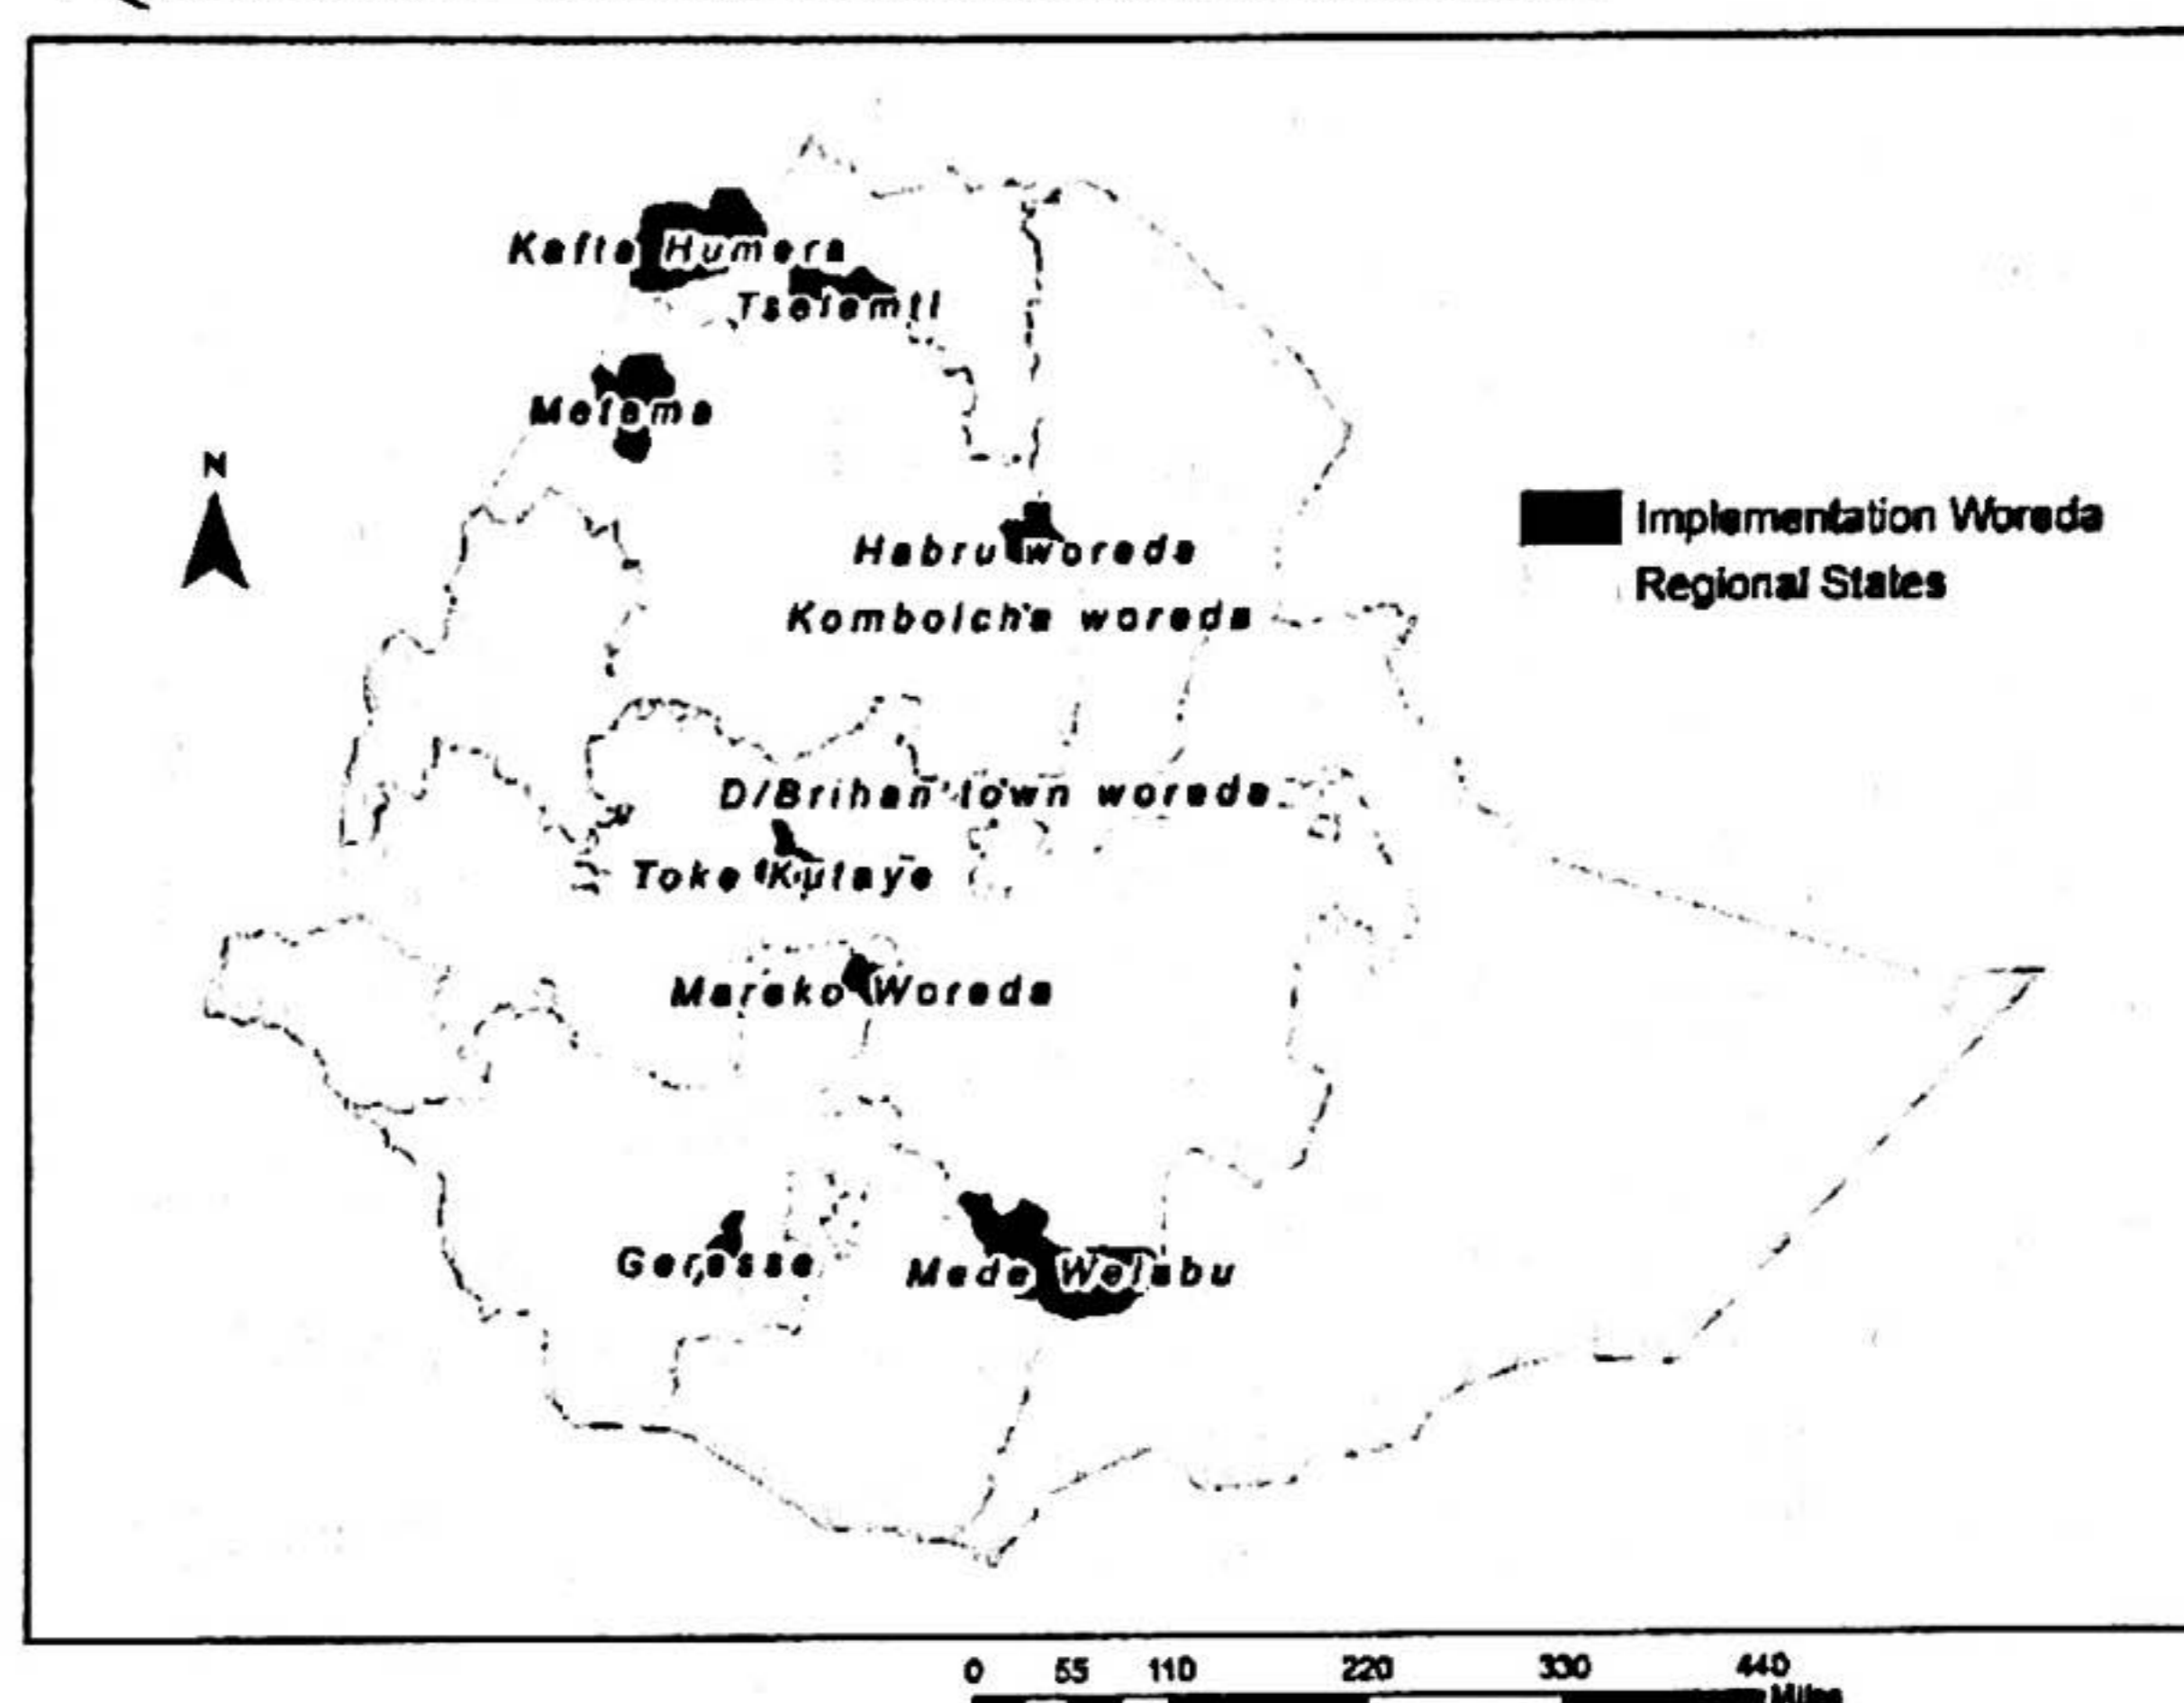 Kafta Humera
Tselemti
Metema
N
Habru woreda
Kombolcha woreda
Implementation Woreda
Regional States
D/Brihan town woreda
Toke Kutaye
Mareko Woreda
Geresse
Mede Welabu
0 55 110 220 330 440
Miles